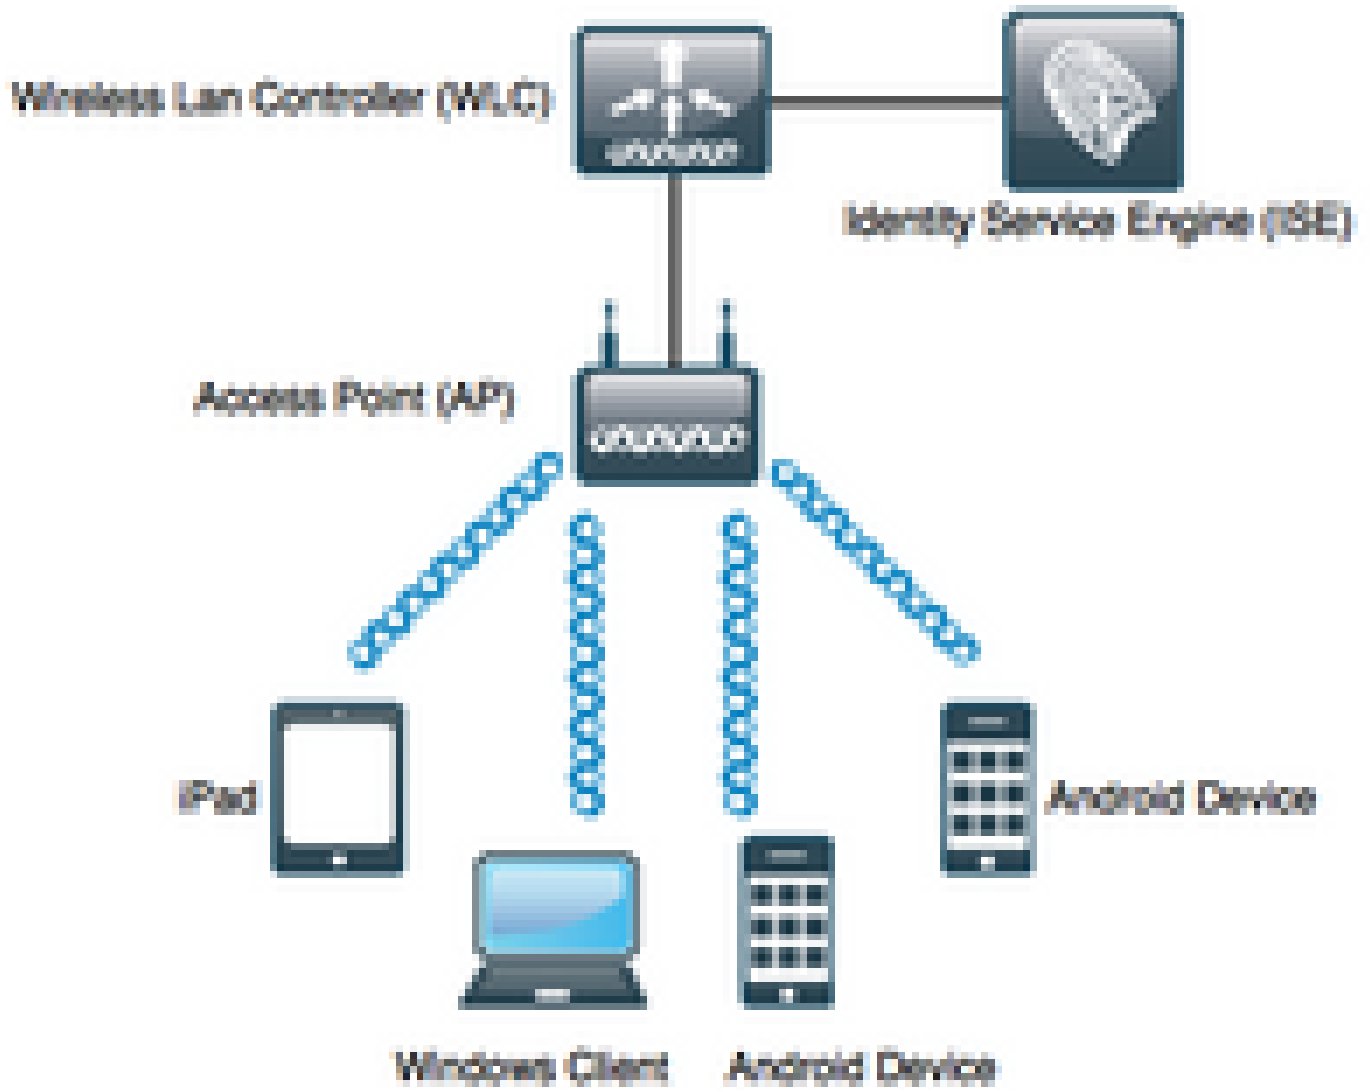 Wireless Lan Controller (WLC)
Identity Service Engine (ISE)
Access Point (AP)
iPad
Android Device
Windows Client
Android Device